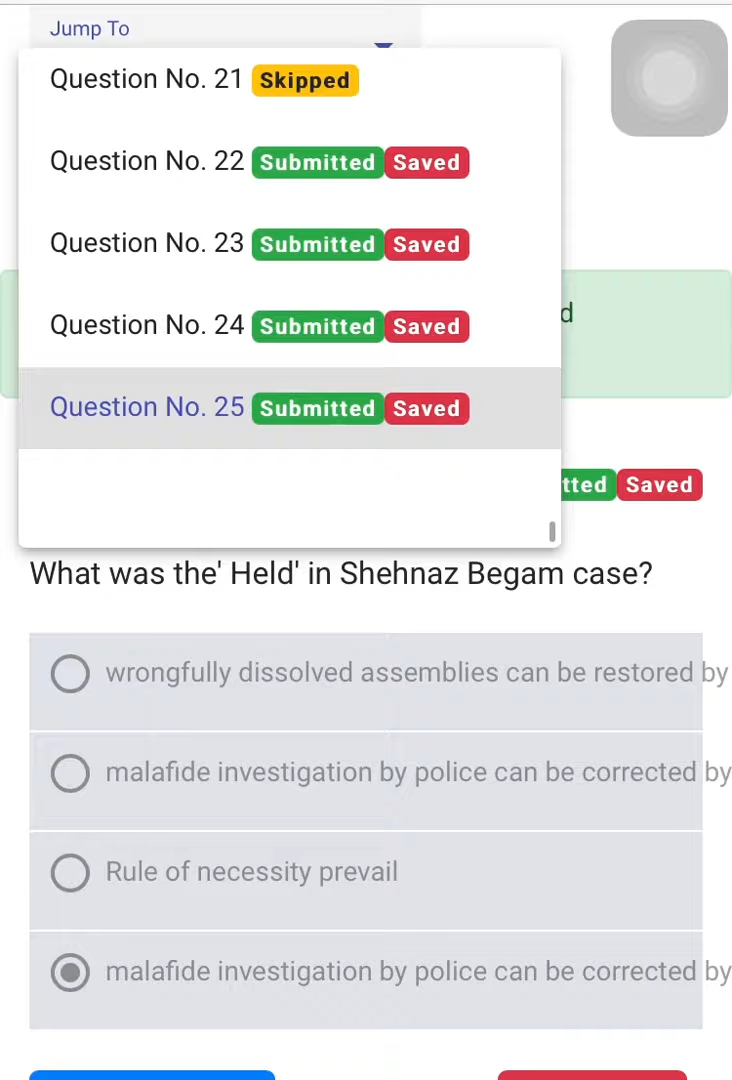 Jump To
Question No. 21 Skipped
Question No. 22 Submitted Saved
Question No. 23 Submitted Saved
Question No. 24 Submitted Saved
Question No. 25 Submitted Saved
d
tted Saved
What was the' Held' in Shehnaz Begam case?
wrongfully dissolved assemblies can be restored by
malafide investigation by police can be corrected by
Rule of necessity prevail
malafide investigation by police can be corrected by